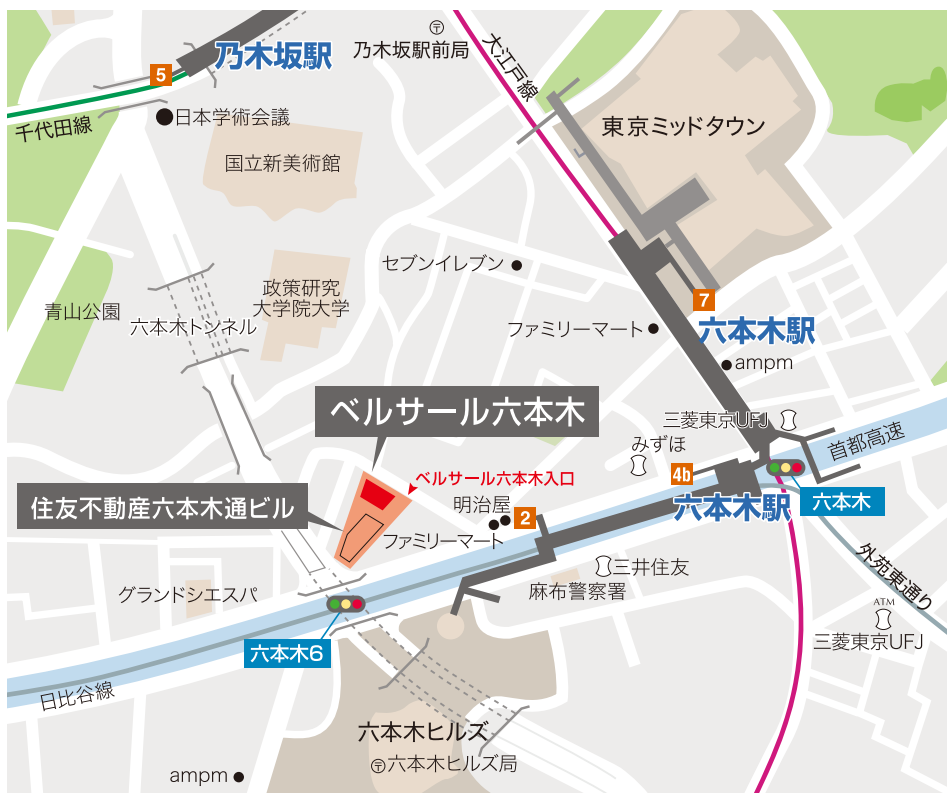 乃木坂駅前局
大江戸線
乃木坂駅
5
千代田線
日本学術会議
東京ミッドタウン
国立新美術館
セブンイレブン
政策研究
大学院大学
青山公園
六本木トンネル
7
ファミリーマート
六本木駅
ampm
ベルサール六本木
三菱東京UFJ
首都高速
みずほ
4b
ベルサール六本木入口
住友不動産六本木通ビル
明治屋
2
六本木駅
六本木
ファミリーマート
三井住友
麻布警察署
外苑東通り
グランドシエスパ
ATM
三菱東京UFJ
六本木6
日比谷線
六本木ヒルズ
〒六本木ヒルズ局
ampm